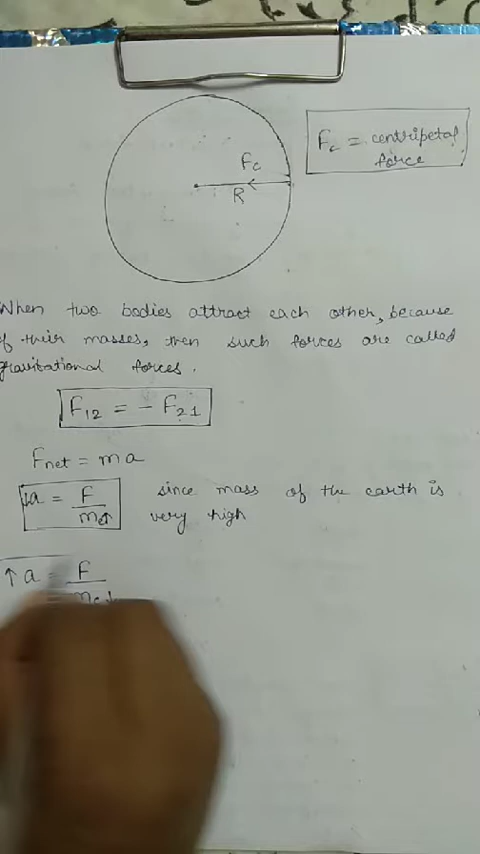 Fc
R
Fc = centripetal
force
When two bodies attract each other, because
of their masses, then such forces are called
gravitational forces.
F12 = - F21
Fnet = ma
↓a = F/me↑ since mass of the earth is
very high
↑a = F